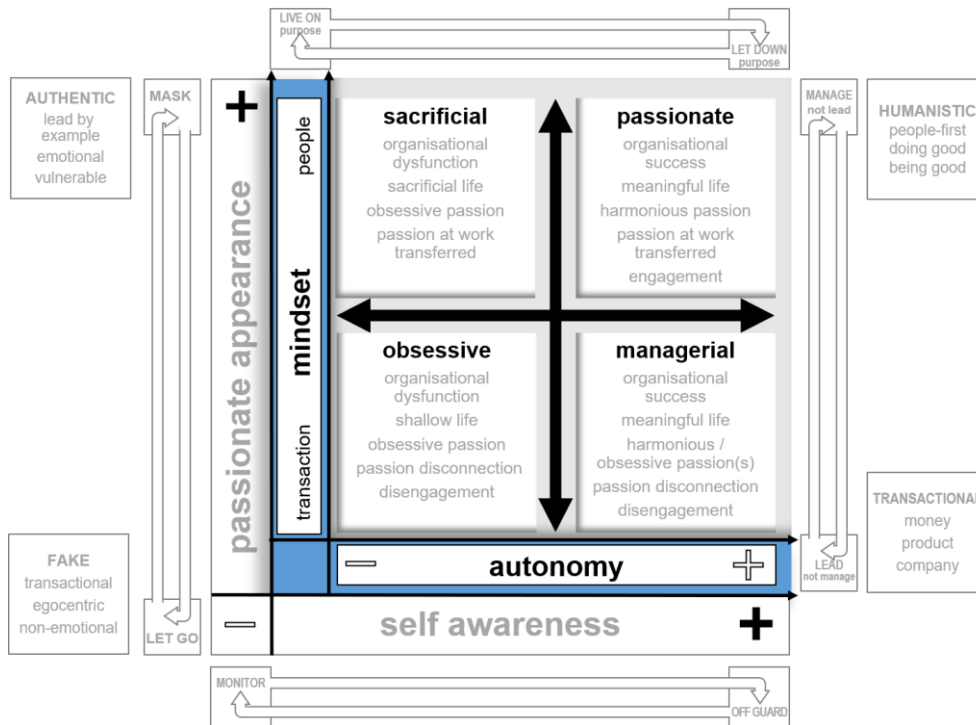 LIVE ON
purpose
LET DOWN
purpose
AUTHENTIC
lead by
example
emotional
vulnerable
MASK
+
people
mindset
transaction
passionate appearance
sacrificial
organisational
dysfunction
sacrificial life
obsessive passion
passion at work
transferred
passionate
organisational
success
meaningful life
harmonious passion
passion at work
transferred
engagement
MANAGE
not lead
HUMANISTIC
people-first
doing good
being good
obsessive
organisational
dysfunction
shallow life
obsessive passion
passion disconnection
disengagement
managerial
organisational
success
meaningful life
harmonious /
obsessive passion(s)
passion disconnection
disengagement
TRANSACTIONAL
money
product
company
FAKE
transactional
egocentric
non-emotional
LET GO
LEAD
not manage
— autonomy +
— self awareness +
MONITOR
OFF GUARD